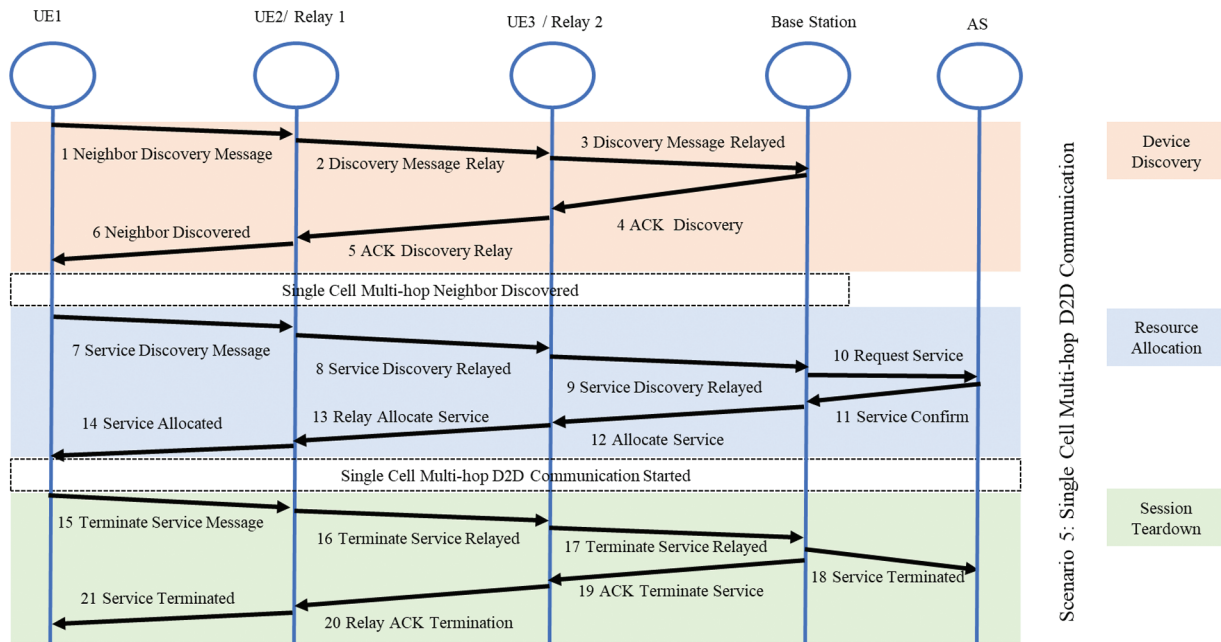 UE1
UE2/ Relay 1
UE3 / Relay 2
Base Station
AS
1 Neighbor Discovery Message
2 Discovery Message Relay
3 Discovery Message Relayed
4 ACK Discovery
5 ACK Discovery Relay
6 Neighbor Discovered
Single Cell Multi-hop Neighbor Discovered
7 Service Discovery Message
8 Service Discovery Relayed
9 Service Discovery Relayed
10 Request Service
11 Service Confirm
12 Allocate Service
13 Relay Allocate Service
14 Service Allocated
Single Cell Multi-hop D2D Communication Started
15 Terminate Service Message
16 Terminate Service Relayed
17 Terminate Service Relayed
18 Service Terminated
19 ACK Terminate Service
20 Relay ACK Termination
21 Service Terminated
Scenario 5: Single Cell Multi-hop D2D Communication
Device
Discovery
Resource
Allocation
Session
Teardown